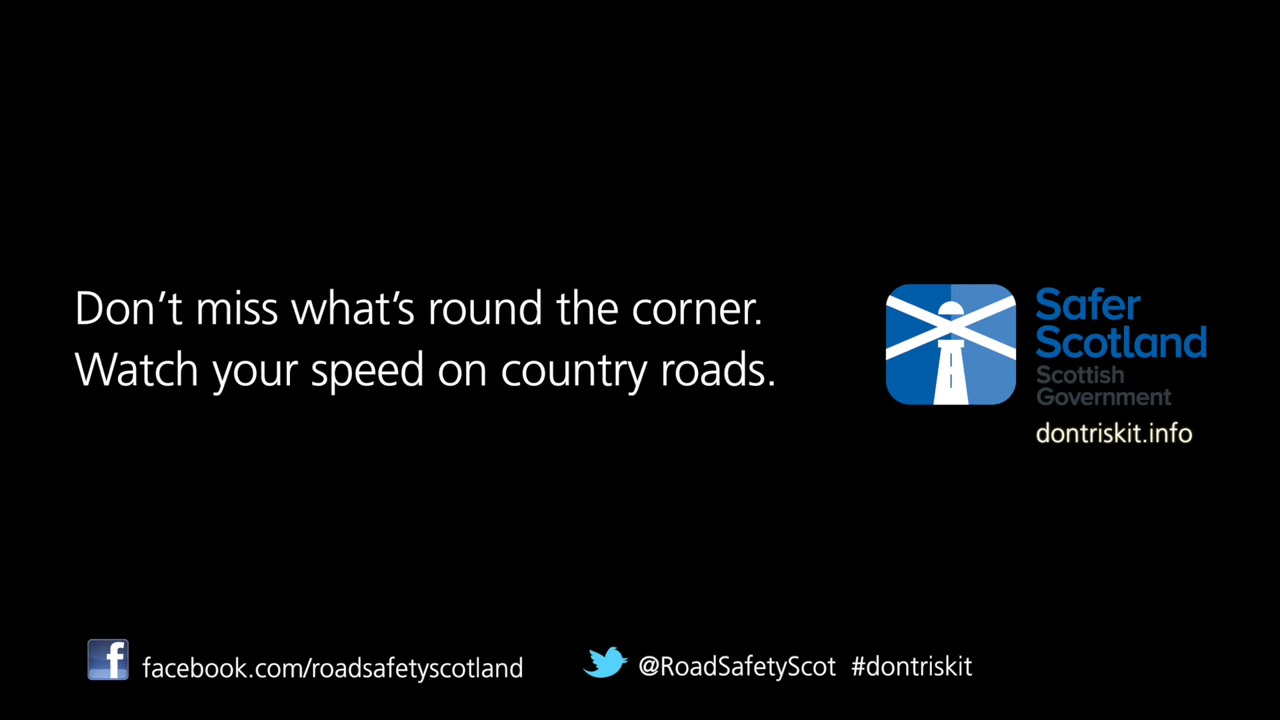 Don't miss what's round the corner.
Watch your speed on country roads.
Safer
Scotland
Scottish
Government
dontriskit.info
facebook.com/roadsafetyscotland
@RoadSafetyScot #dontriskit